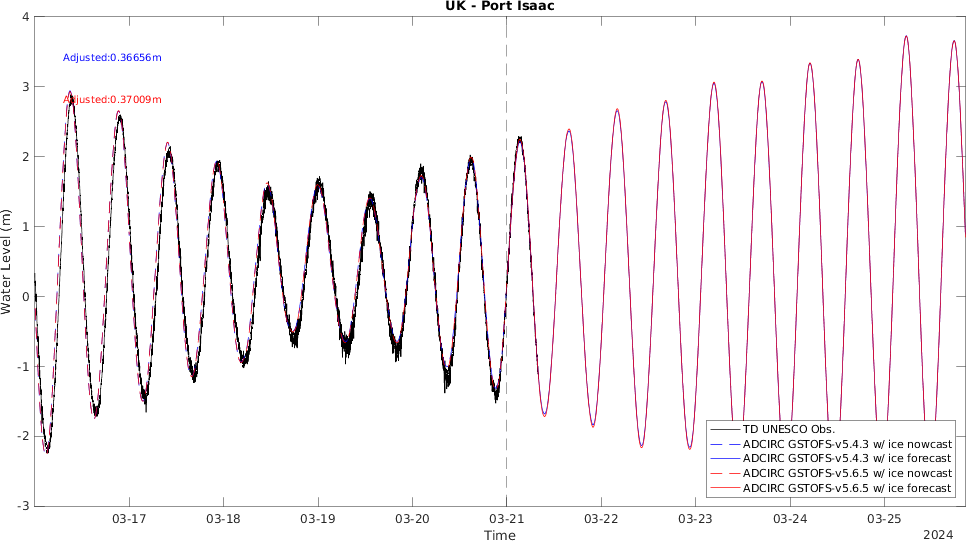 UK - Port Isaac
Adjusted:0.36656m
Adjusted:0.37009m
Water Level (m)
4
3
2
1
0
-1
-2
-3
TD UNESCO Obs.
ADCIRC GSTOFS-v5.4.3 w/ ice nowcast
ADCIRC GSTOFS-v5.4.3 w/ ice forecast
ADCIRC GSTOFS-v5.6.5 w/ ice nowcast
ADCIRC GSTOFS-v5.6.5 w/ ice forecast
03-17 03-18 03-19 03-20 03-21 03-22 03-23 03-24 03-25
Time
2024